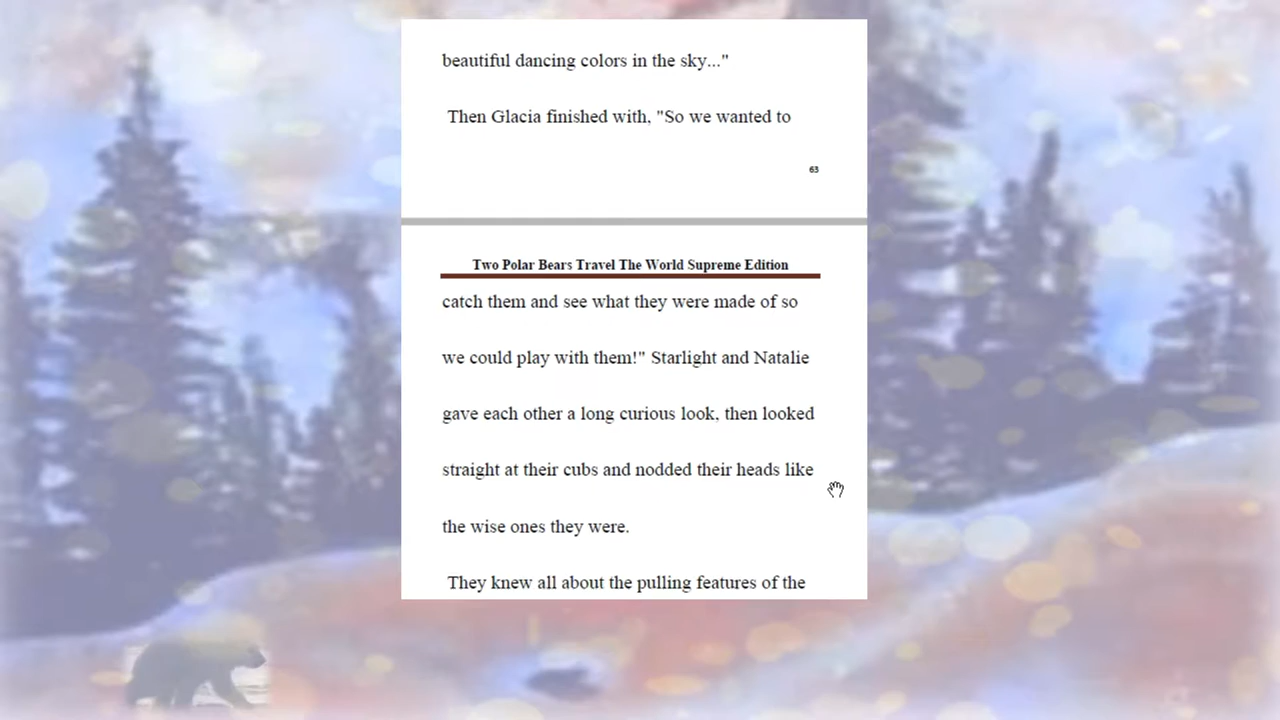 beautiful dancing colors in the sky..."
Then Glacia finished with, "So we wanted to
63
Two Polar Bears Travel The World Supreme Edition
catch them and see what they were made of so
we could play with them!" Starlight and Natalie
gave each other a long curious look, then looked
straight at their cubs and nodded their heads like
the wise ones they were.
They knew all about the pulling features of the